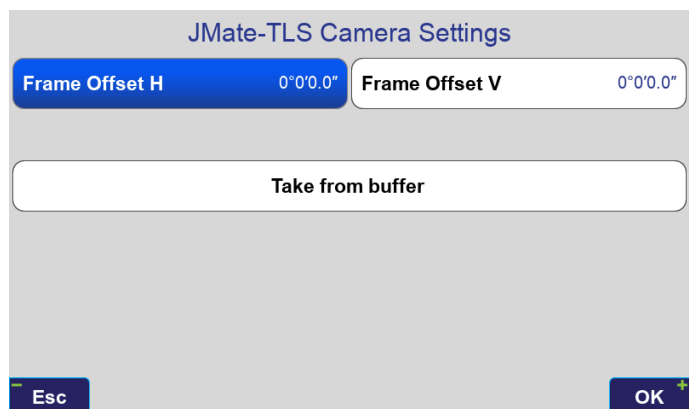 JMate-TLS Camera Settings
Frame Offset H 0°0'0.0" Frame Offset V 0°0'0.0"
Take from buffer
− Esc OK +